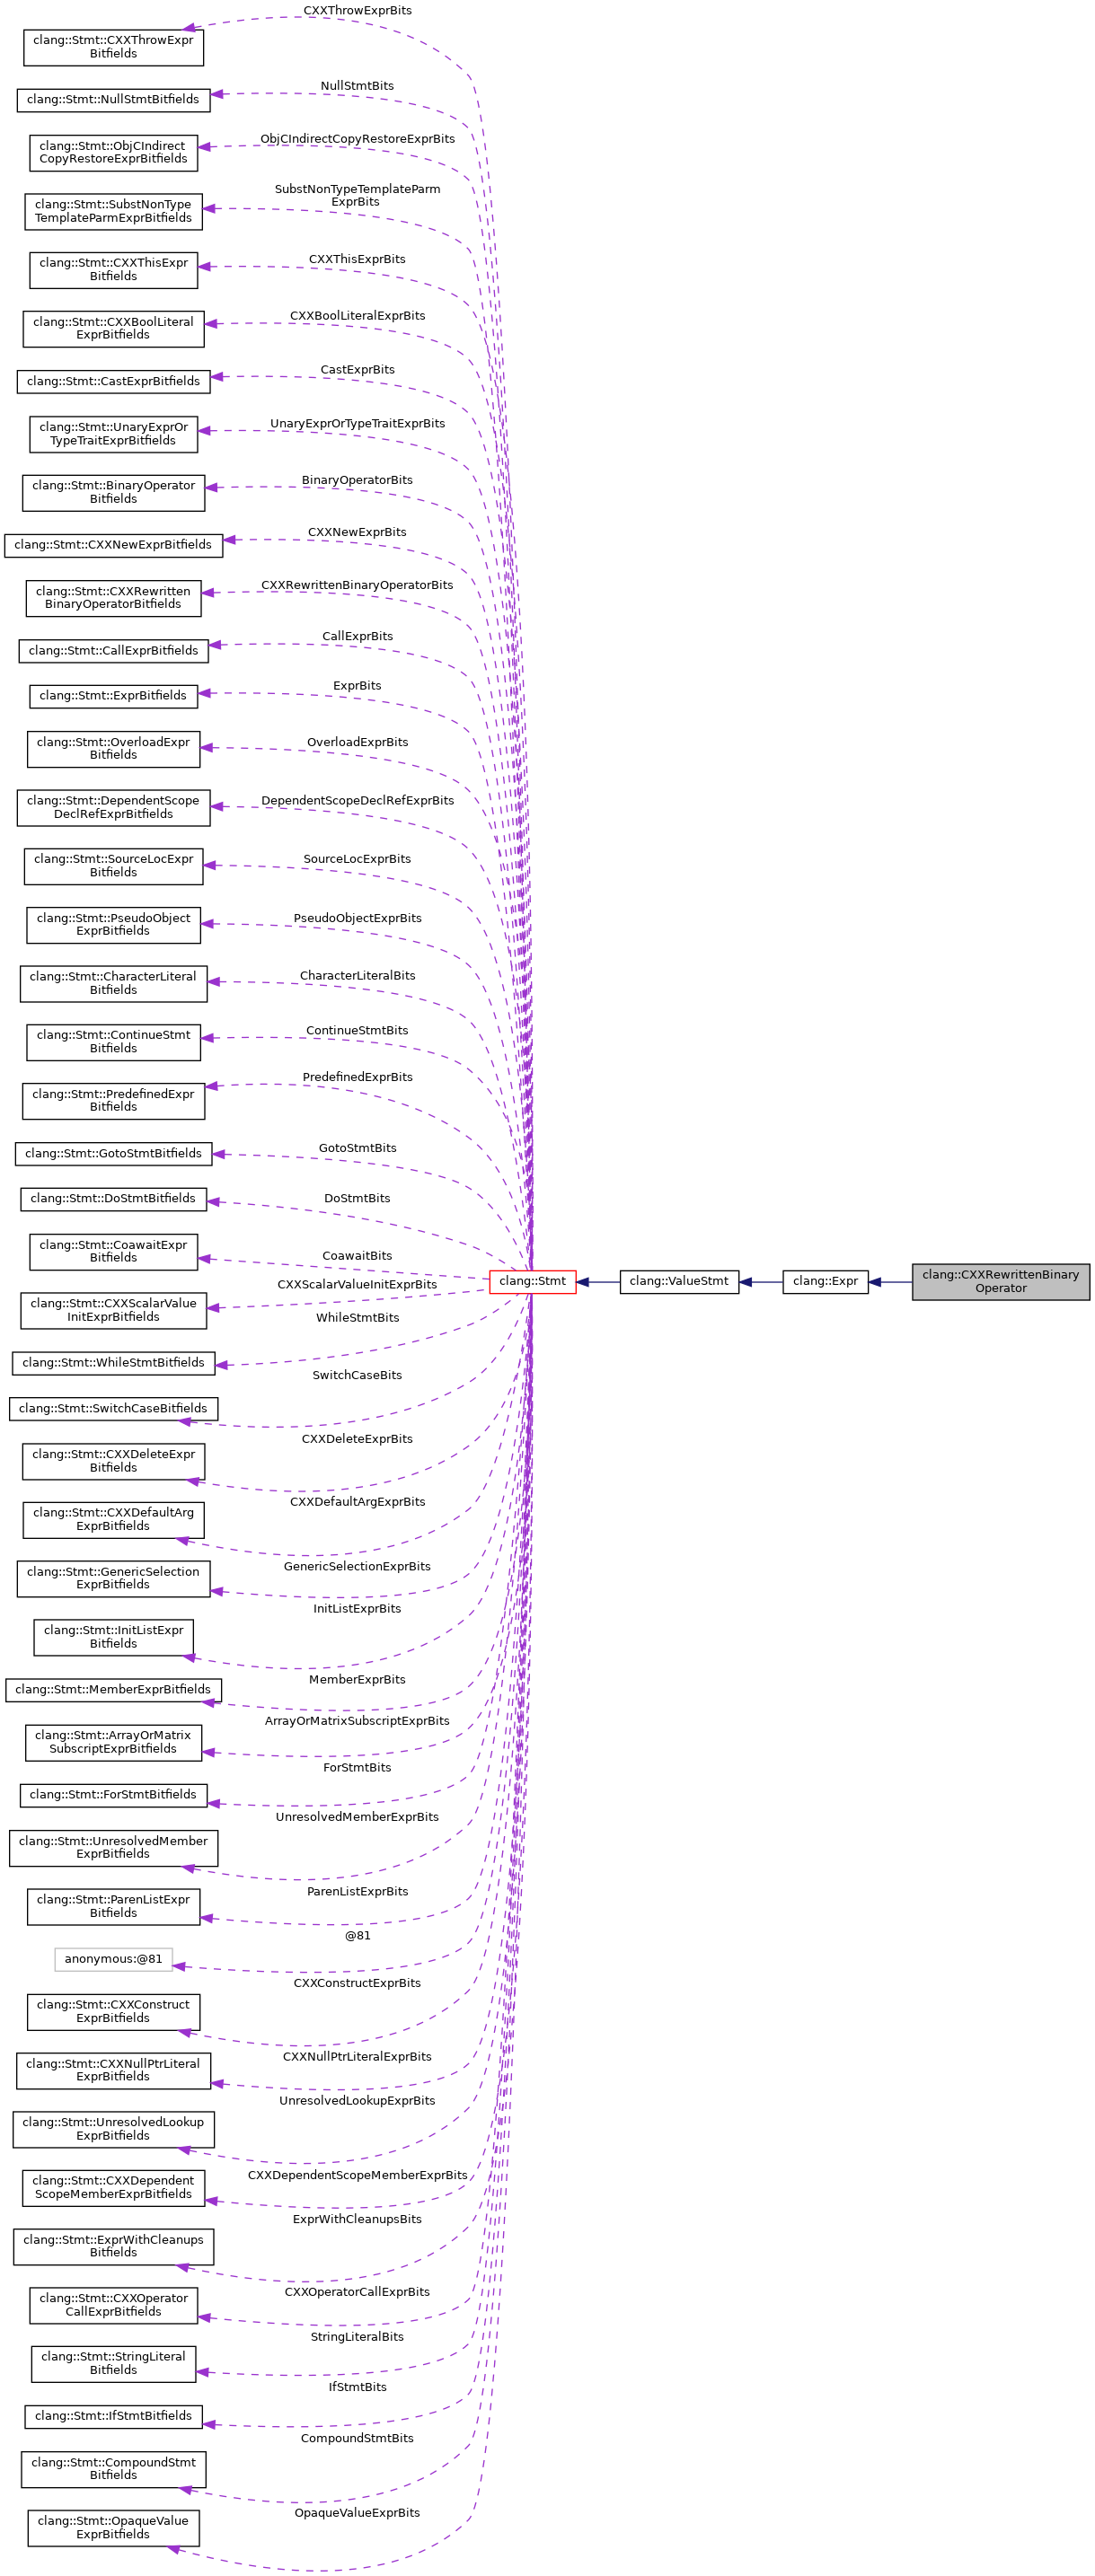 CXXThrowExprBits
clang::Stmt::CXXThrowExpr
Bitfields
NullStmtBits
clang::Stmt::NullStmtBitfields
ObjCIndirectCopyRestoreExprBits
clang::Stmt::ObjCIndirect
CopyRestoreExprBitfields
SubstNonTypeTemplateParm
ExprBits
clang::Stmt::SubstNonType
TemplateParmExprBitfields
CXXThisExprBits
clang::Stmt::CXXThisExpr
Bitfields
CXXBoolLiteralExprBits
clang::Stmt::CXXBoolLiteral
ExprBitfields
CastExprBits
clang::Stmt::CastExprBitfields
UnaryExprOrTypeTraitExprBits
clang::Stmt::UnaryExprOr
TypeTraitExprBitfields
BinaryOperatorBits
clang::Stmt::BinaryOperator
Bitfields
CXXNewExprBits
clang::Stmt::CXXNewExprBitfields
CXXRewrittenBinaryOperatorBits
clang::Stmt::CXXRewritten
BinaryOperatorBitfields
CallExprBits
clang::Stmt::CallExprBitfields
ExprBits
clang::Stmt::ExprBitfields
OverloadExprBits
clang::Stmt::OverloadExpr
Bitfields
DependentScopeDeclRefExprBits
clang::Stmt::DependentScope
DeclRefExprBitfields
SourceLocExprBits
clang::Stmt::SourceLocExpr
Bitfields
PseudoObjectExprBits
clang::Stmt::PseudoObject
ExprBitfields
CharacterLiteralBits
clang::Stmt::CharacterLiteral
Bitfields
ContinueStmtBits
clang::Stmt::ContinueStmt
Bitfields
PredefinedExprBits
clang::Stmt::PredefinedExpr
Bitfields
GotoStmtBits
clang::Stmt::GotoStmtBitfields
DoStmtBits
clang::Stmt::DoStmtBitfields
CoawaitBits
clang::Stmt::CoawaitExpr
Bitfields
clang::Stmt
clang::ValueStmt
clang::Expr
clang::CXXRewrittenBinary
Operator
CXXScalarValueInitExprBits
clang::Stmt::CXXScalarValue
InitExprBitfields
WhileStmtBits
clang::Stmt::WhileStmtBitfields
SwitchCaseBits
clang::Stmt::SwitchCaseBitfields
CXXDeleteExprBits
clang::Stmt::CXXDeleteExpr
Bitfields
CXXDefaultArgExprBits
clang::Stmt::CXXDefaultArg
ExprBitfields
GenericSelectionExprBits
clang::Stmt::GenericSelection
ExprBitfields
InitListExprBits
clang::Stmt::InitListExpr
Bitfields
MemberExprBits
clang::Stmt::MemberExprBitfields
ArrayOrMatrixSubscriptExprBits
clang::Stmt::ArrayOrMatrix
SubscriptExprBitfields
ForStmtBits
clang::Stmt::ForStmtBitfields
UnresolvedMemberExprBits
clang::Stmt::UnresolvedMember
ExprBitfields
ParenListExprBits
clang::Stmt::ParenListExpr
Bitfields
@81
anonymous:@81
CXXConstructExprBits
clang::Stmt::CXXConstruct
ExprBitfields
CXXNullPtrLiteralExprBits
clang::Stmt::CXXNullPtrLiteral
ExprBitfields
UnresolvedLookupExprBits
clang::Stmt::UnresolvedLookup
ExprBitfields
CXXDependentScopeMemberExprBits
clang::Stmt::CXXDependent
ScopeMemberExprBitfields
ExprWithCleanupsBits
clang::Stmt::ExprWithCleanups
Bitfields
CXXOperatorCallExprBits
clang::Stmt::CXXOperator
CallExprBitfields
StringLiteralBits
clang::Stmt::StringLiteral
Bitfields
IfStmtBits
clang::Stmt::IfStmtBitfields
CompoundStmtBits
clang::Stmt::CompoundStmt
Bitfields
OpaqueValueExprBits
clang::Stmt::OpaqueValue
ExprBitfields